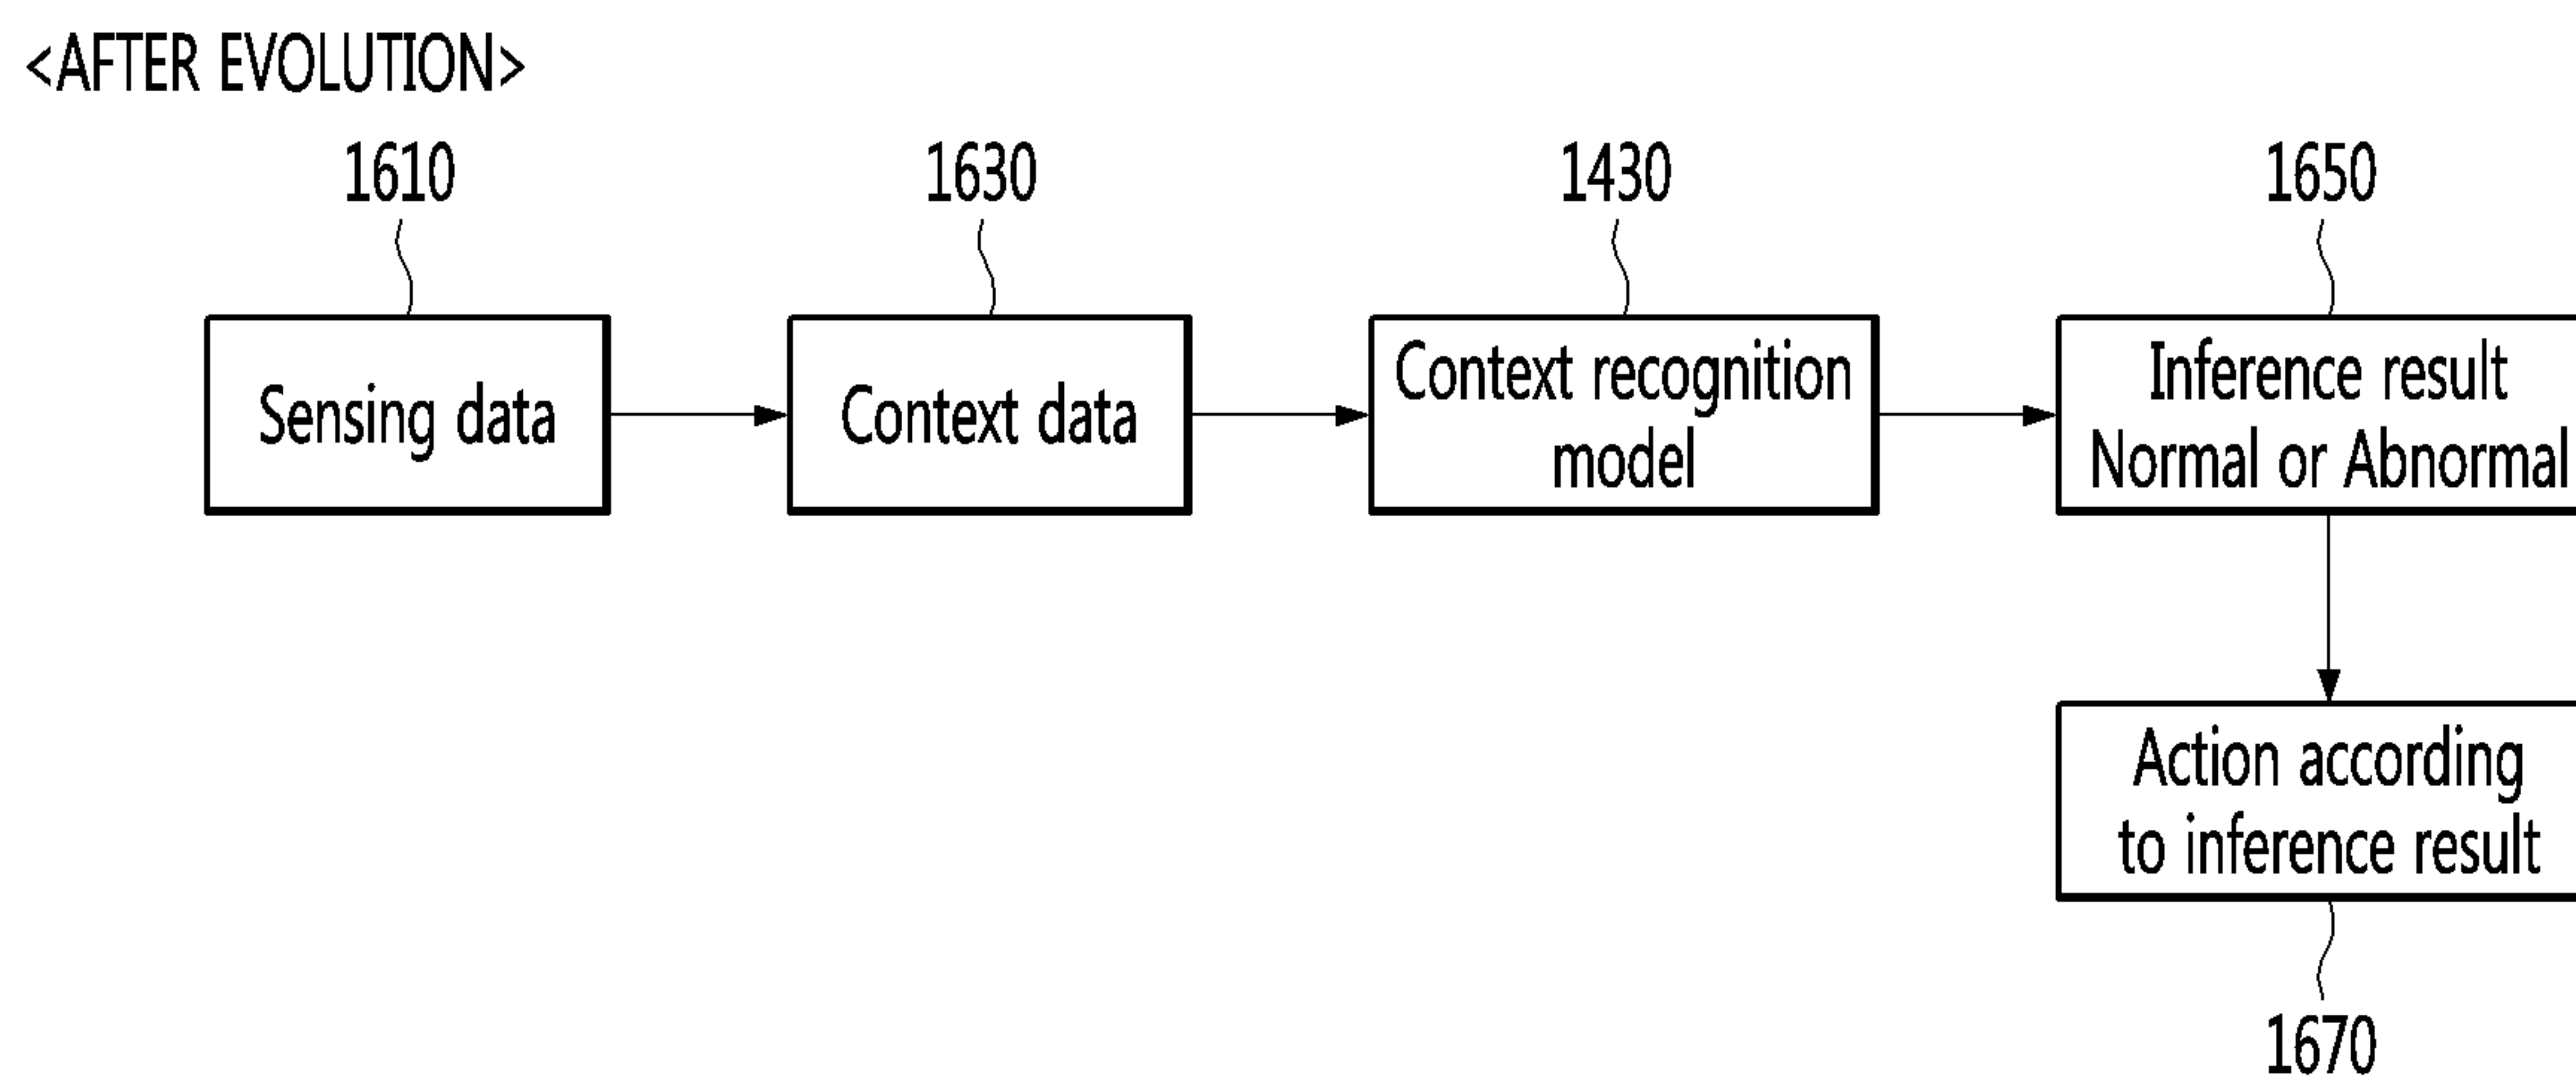 <AFTER EVOLUTION>
1610
1630
1430
1650
Sensing data
Context data
Context recognition
model
Inference result
Normal or Abnormal
Action according
to inference result
1670